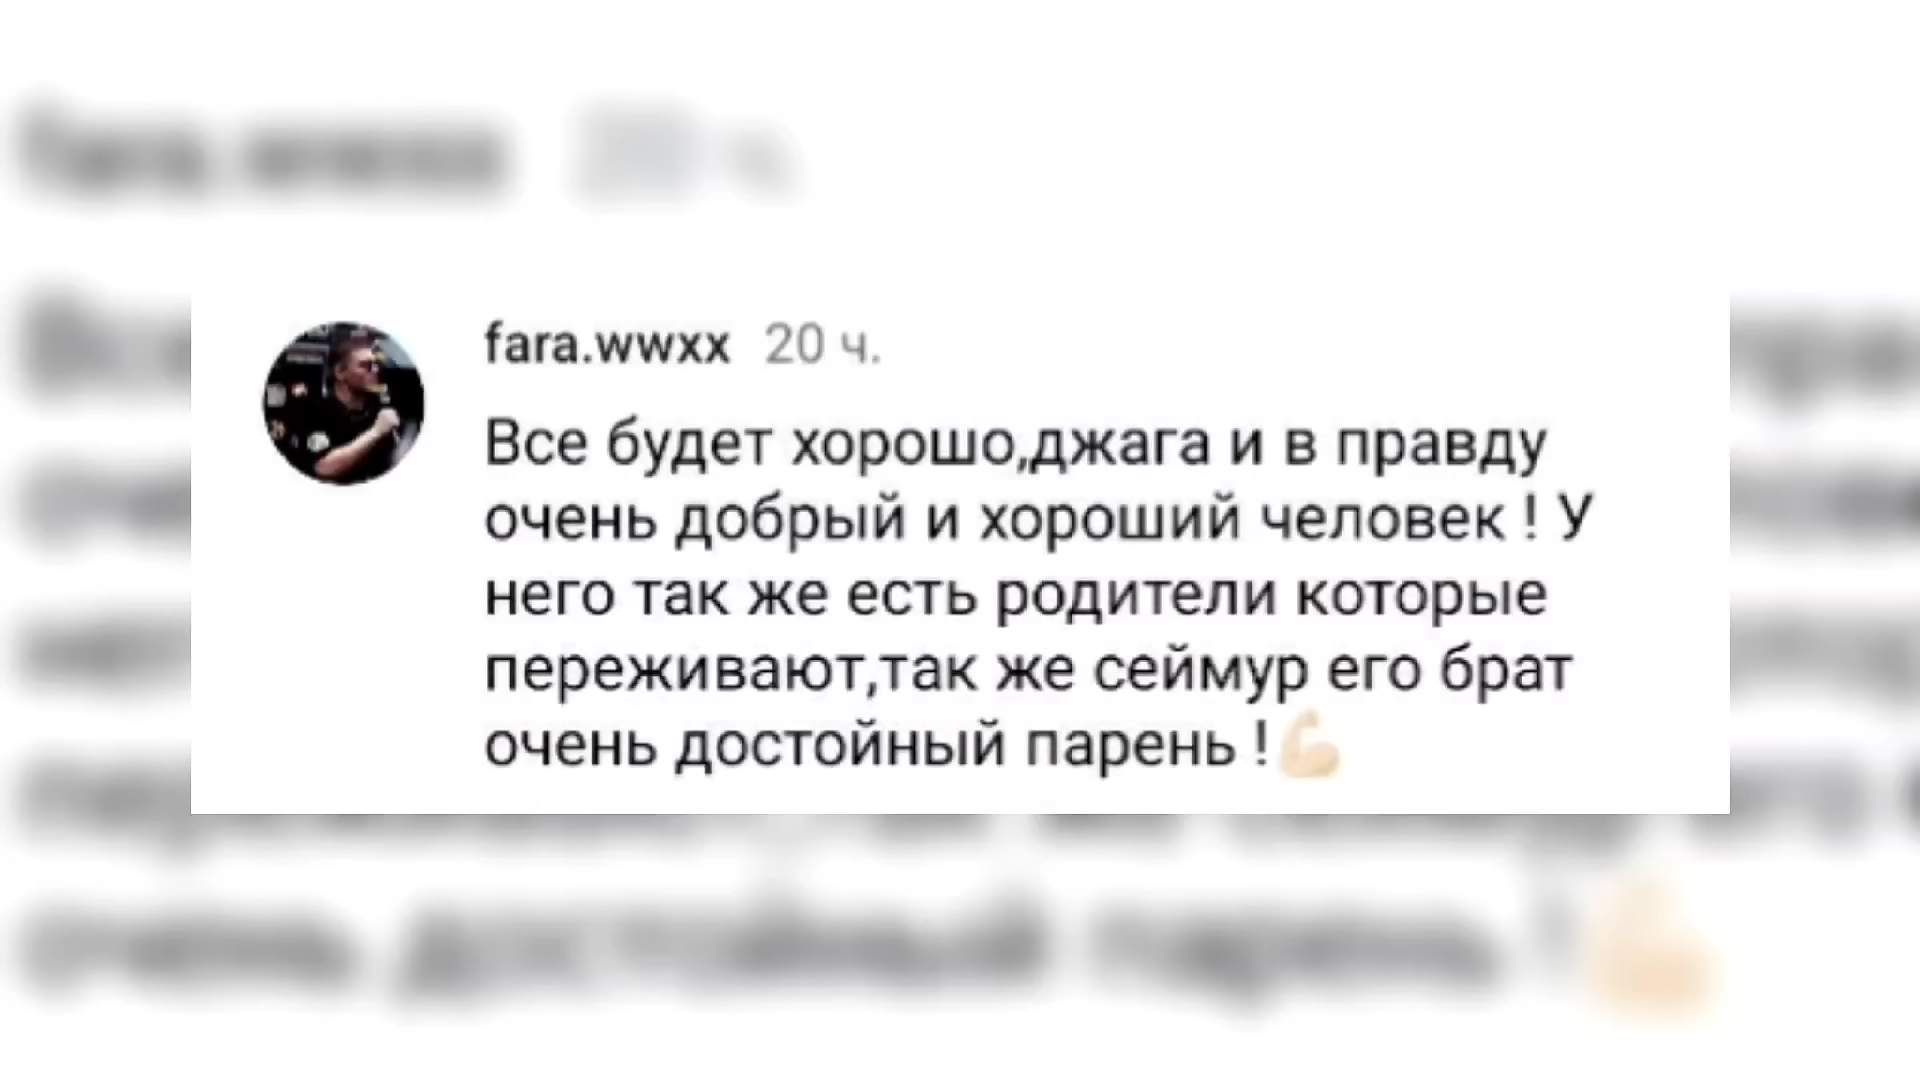 fara.wwxx 20 ч.
Все будет хорошо,джага и в правду
очень добрый и хороший человек ! У
него так же есть родители которые
переживают,так же сеймур его брат
очень достойный парень !💪🏻